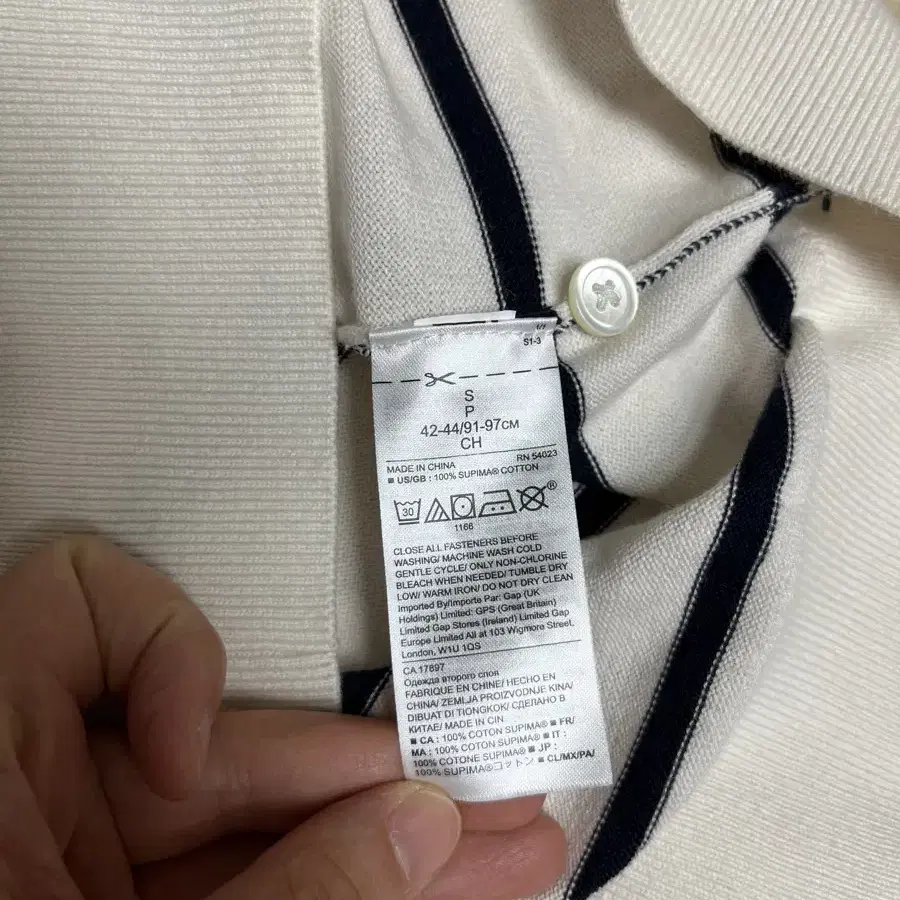 1/7
S1-3
S
P
42-44/91-97CM
CH
MADE IN CHINA RN 54023
■ US/GB : 100% SUPIMA® COTTON
30
®
1166
CLOSE ALL FASTENERS BEFORE
WASHING/ MACHINE WASH COLD
GENTLE CYCLE/ ONLY NON-CHLORINE
BLEACH WHEN NEEDED/ TUMBLE DRY
LOW/ WARM IRON/ DO NOT DRY CLEAN
Imported By/Importe Par: Gap (UK
Holdings) Limited: GPS (Great Britain)
Limited Gap Stores (Ireland) Limited Gap
Europe Limited All at 103 Wigmore Street.
London, W1U 1QS
CA 17897
Одежда второго слоя
FABRIQUE EN CHINE/ HECHO EN
CHINA/ ZEMLJA PROIZVODNJE KINA/
DIBUAT DI TIONGKOK/ СДЕЛАНО В
КИТАЕ/ MADE IN CIN
■ CA : 100% COTON SUPIMA® ■ FR/
MA : 100% COTON SUPIMA® ■ IT :
100% COTONE SUPIMA® ■ JP :
100% SUPIMA®コットン ■ CL/MX/PA/